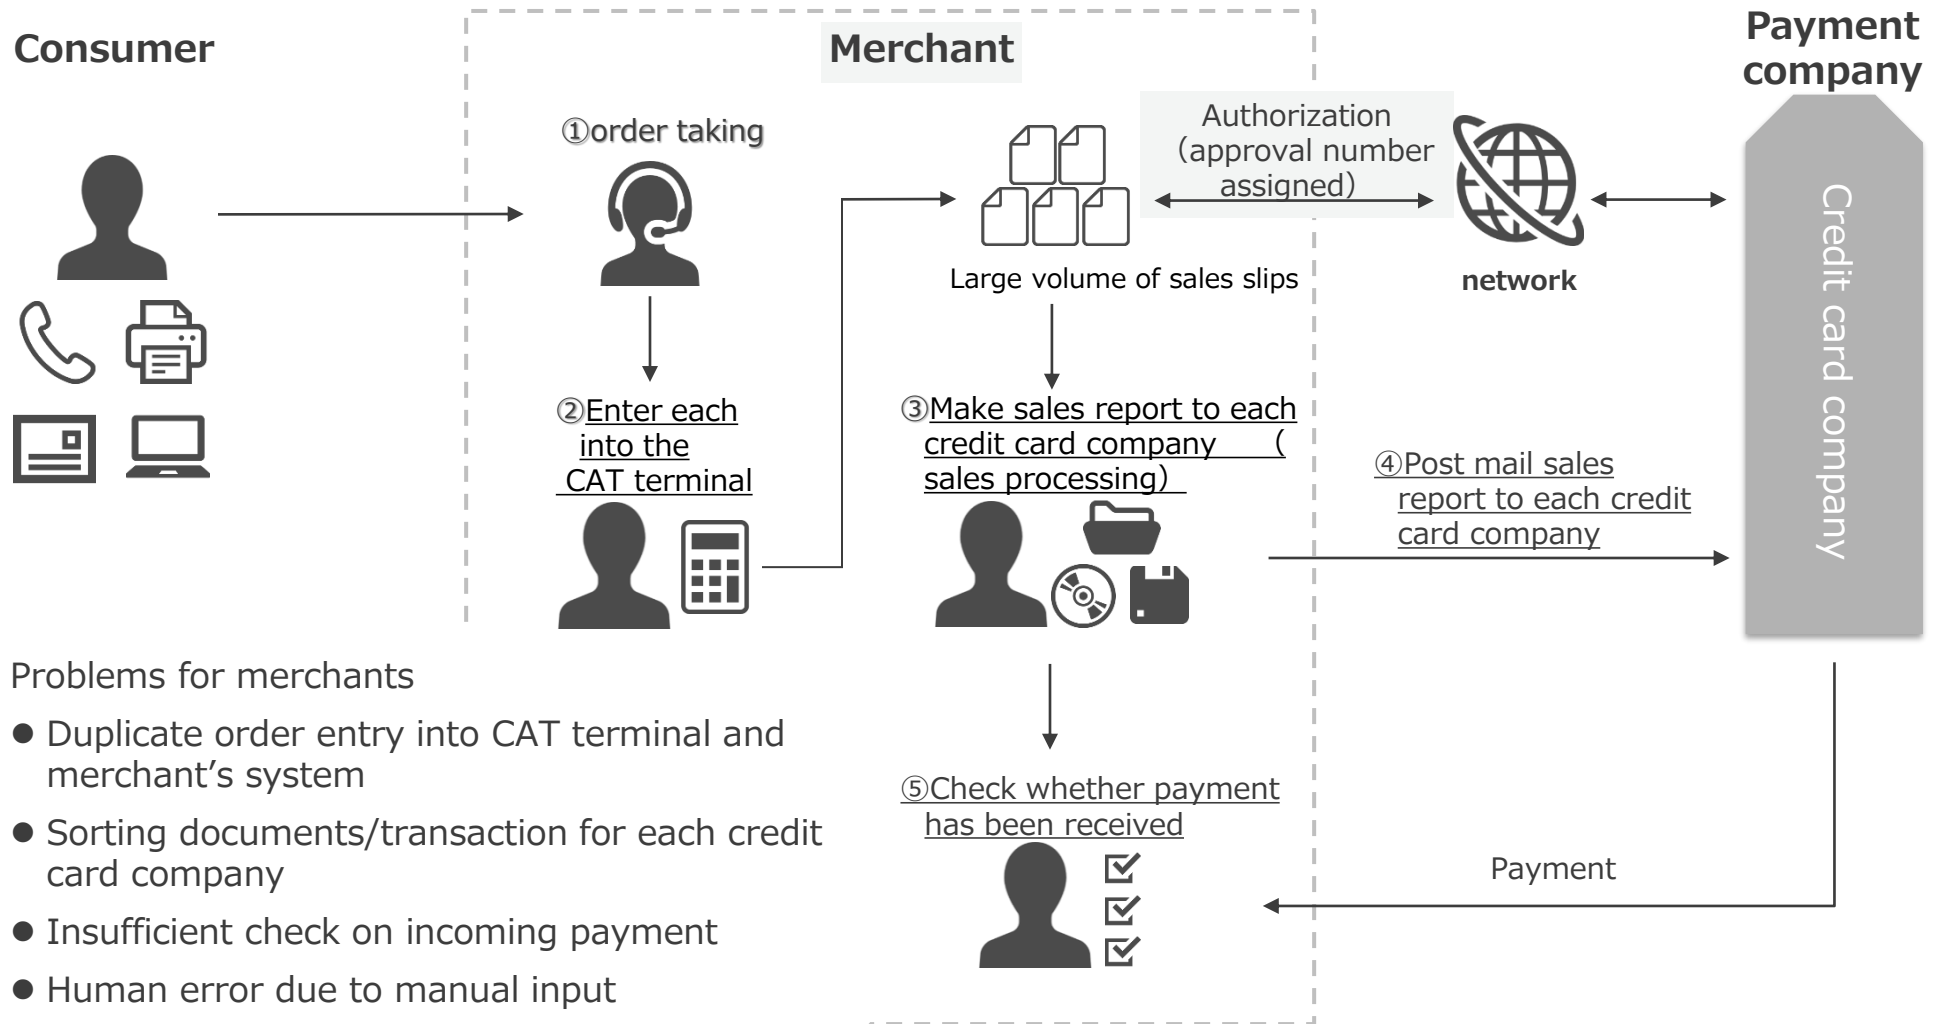 Consumer
Merchant
Payment
company
①order taking
Authorization
（approval number
assigned）
Large volume of sales slips
network
Credit card company
②Enter each
into the
CAT terminal
③Make sales report to each
credit card company （
sales processing）
④Post mail sales
report to each credit
card company
⑤Check whether payment
has been received
Payment
Problems for merchants
● Duplicate order entry into CAT terminal and
merchant’s system
● Sorting documents/transaction for each credit
card company
● Insufficient check on incoming payment
● Human error due to manual input